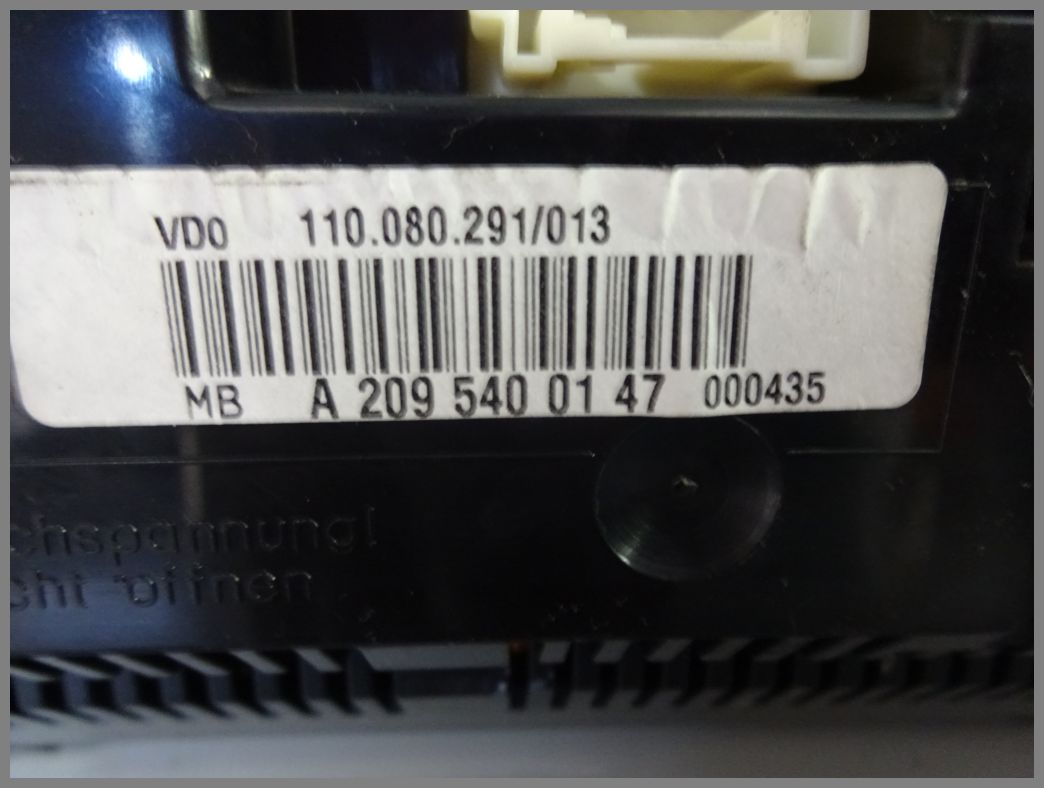 VDO 110.080.291/013
MB A 209 540 01 47 000435
chspannung!
cht öffnen